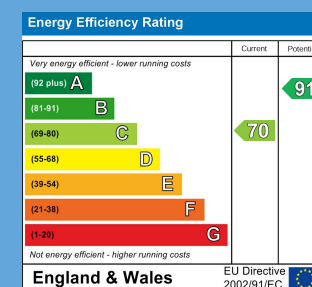 Energy Efficiency Rating
Current
Very energy efficient - lower running costs
(92 plus) A
(81-91) B
(69-80) C
(55-68) D
(39-54) E
(21-38) F
(1-20) G
70
91
Not energy efficient - higher running costs
England & Wales
EU Directive
2002/91/EC